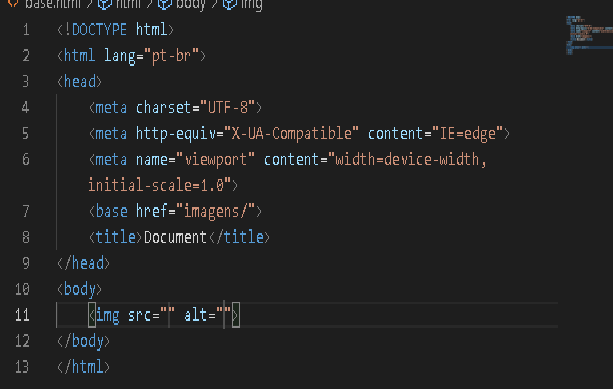 base.html > html > body > img
1 <!DOCTYPE html>
2 <html lang="pt-br">
3 <head>
4 <meta charset="UTF-8">
5 <meta http-equiv="X-UA-Compatible" content="IE=edge">
6 <meta name="viewport" content="width=device-width,
initial-scale=1.0">
7 <base href="imagens/">
8 <title>Document</title>
9 </head>
10 <body>
11 <img src="" alt="">
12 </body>
13 </html>